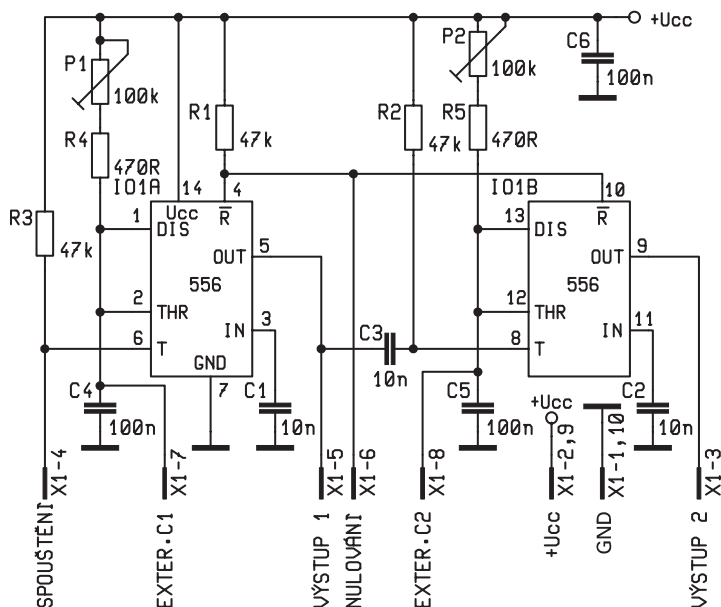 +Ucc
P1
100k
R4
470R
IO1A
R1
47k
R2
47k
P2
100k
R5
470R
IO1B
C6
100n
R3
47k
14
4
Ucc
R
1
DIS
OUT
5
556
2
THR
6
T
IN
3
GND
7
C4
100n
C1
10n
C3
10n
10
R
13
DIS
OUT
9
556
12
THR
8
T
IN
11
C5
100n
C2
10n
+Ucc
X1-4
X1-7
X1-5
X1-6
X1-8
X1-2,9
X1-1,10
X1-3
SPOUŠTĚNÍ
EXTER.C1
VÝSTUP 1
NULOVÁNÍ
EXTER.C2
+Ucc
GND
VÝSTUP 2